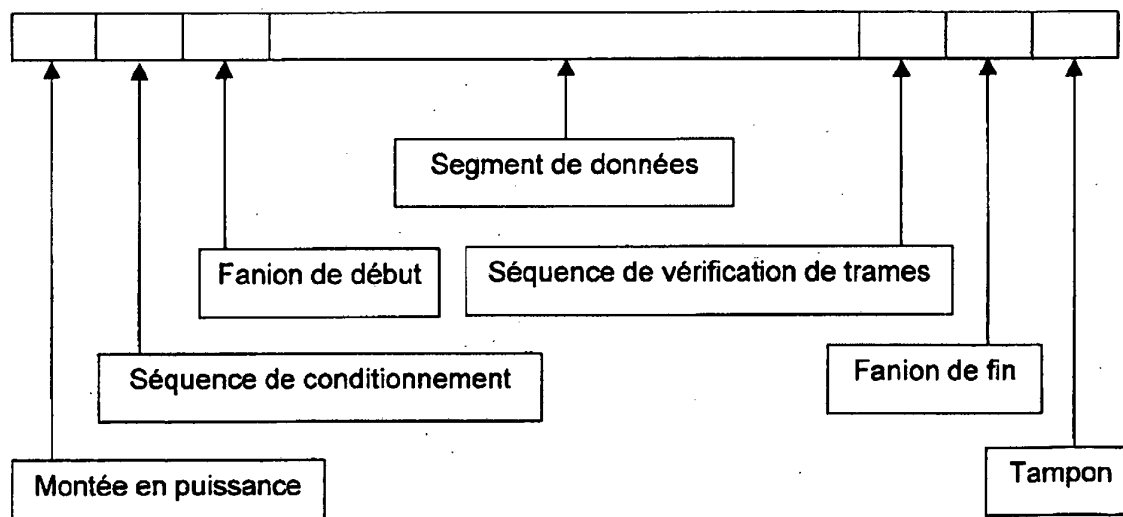 Segment de données
Fanion de début
Séquence de vérification de trames
Séquence de conditionnement
Fanion de fin
Montée en puissance
Tampon